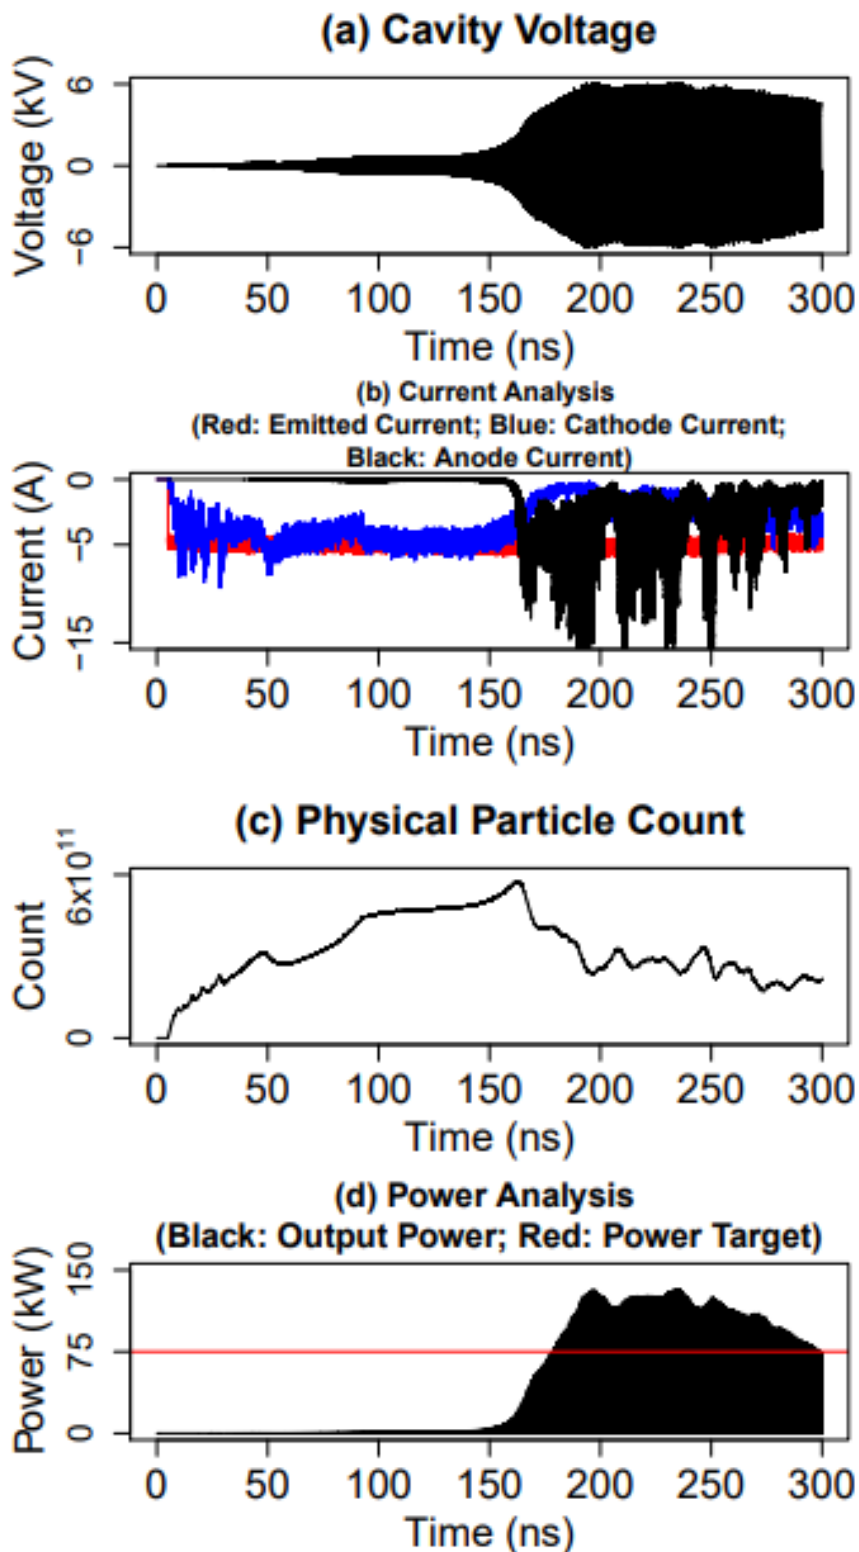 (a) Cavity Voltage
Voltage (kV)
6
0
−6
0 50 100 150 200 250 300
Time (ns)
(b) Current Analysis
(Red: Emitted Current; Blue: Cathode Current;
Black: Anode Current)
Current (A)
0
−5
−15
0 50 100 150 200 250 300
Time (ns)
(c) Physical Particle Count
Count
6x10¹¹
0
0 50 100 150 200 250 300
Time (ns)
(d) Power Analysis
(Black: Output Power; Red: Power Target)
Power (kW)
150
75
0
0 50 100 150 200 250 300
Time (ns)